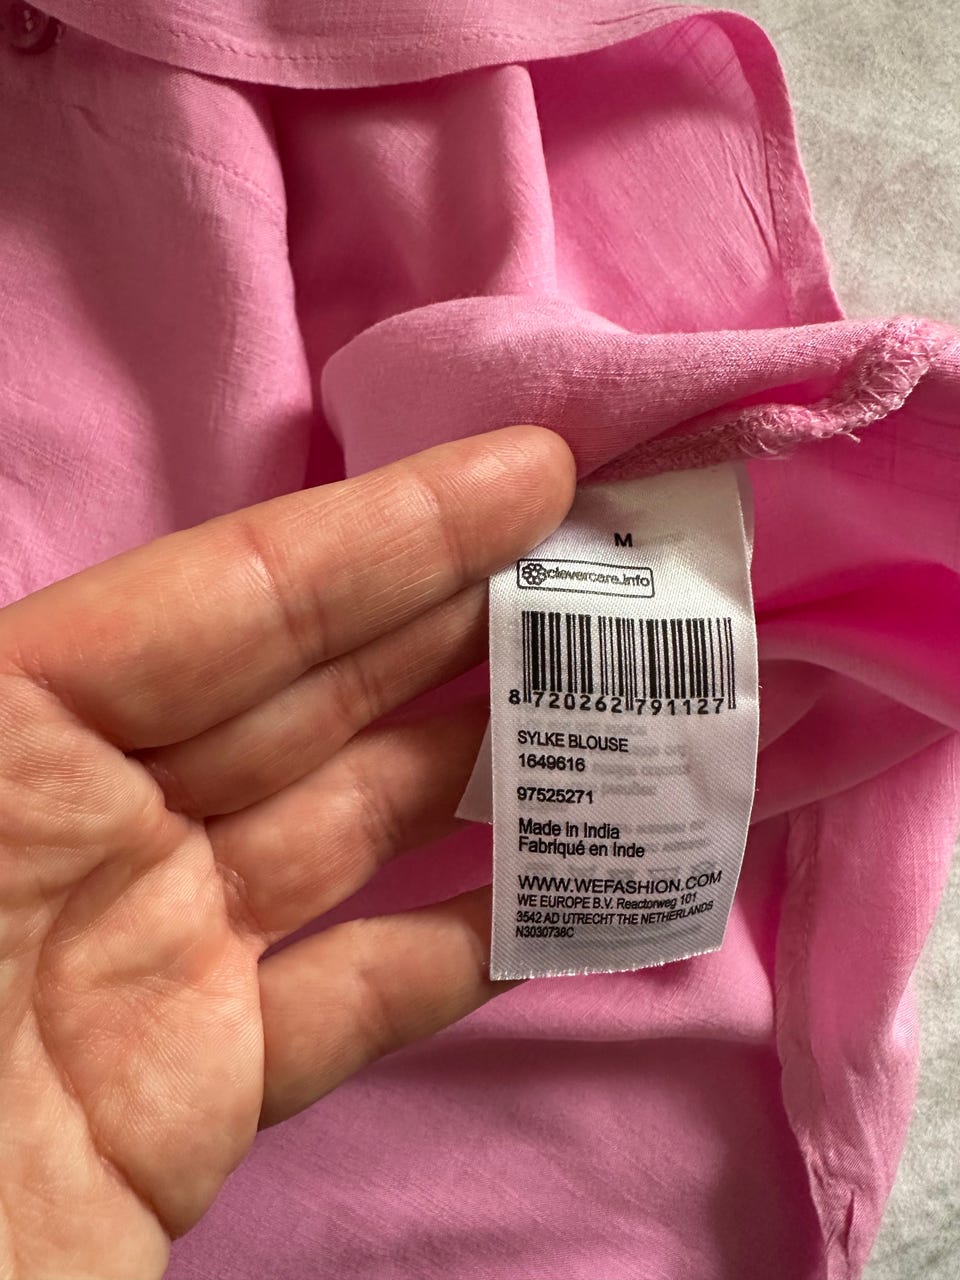 M
clevercare.info
8 720262 791127
SYLKE BLOUSE
1649616
97525271
Made in India
Fabriqué en Inde
WWW.WEFASHION.COM
WE EUROPE B.V. Reactorweg 101
3542 AD UTRECHT THE NETHERLANDS
N3030738C